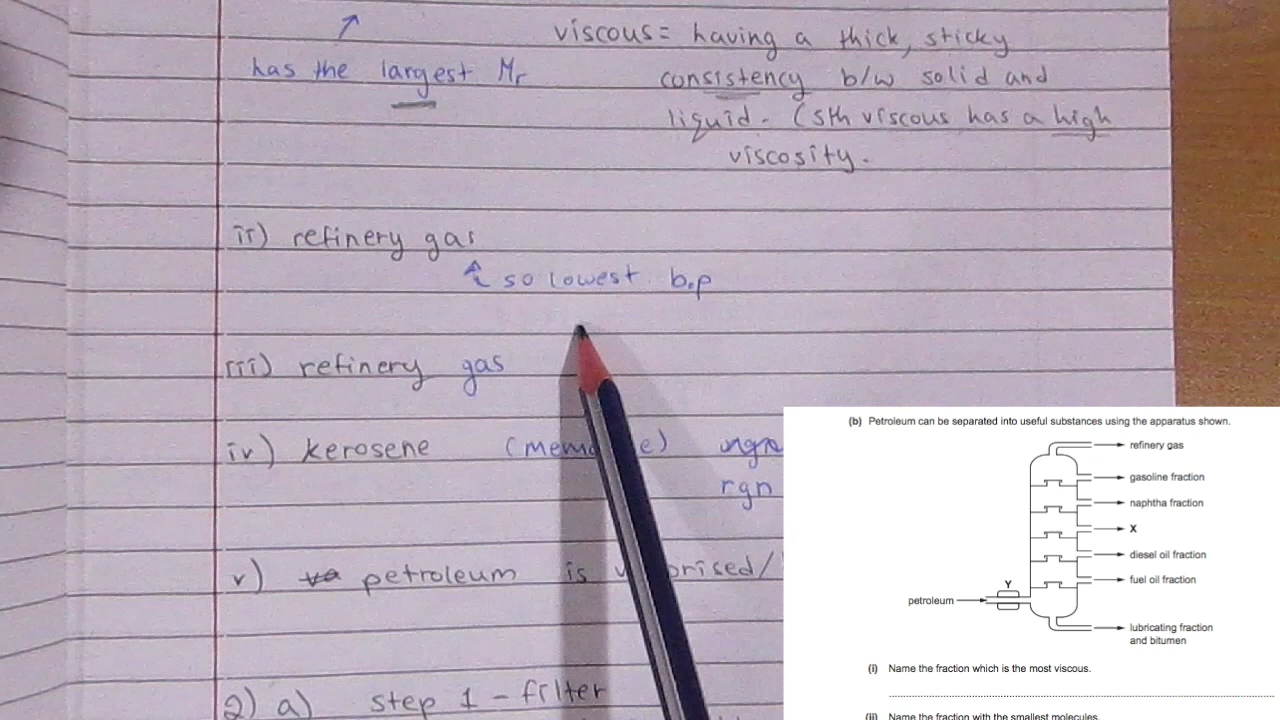 has the largest Mr
viscous = having a thick, sticky
consistency b/w solid and
liquid. (sth viscous has a high
viscosity.
ii) refinery gas
so lowest b.p
iii) refinery gas
iv) kerosene
rgn
v) petroleum is
2) a) step 1 - filter
(b) Petroleum can be separated into useful substances using the apparatus shown.
refinery gas
gasoline fraction
naphtha fraction
X
diesel oil fraction
fuel oil fraction
Y
petroleum
lubricating fraction
and bitumen
(i) Name the fraction which is the most viscous.
(ii) Name the fraction with the smallest molecules.